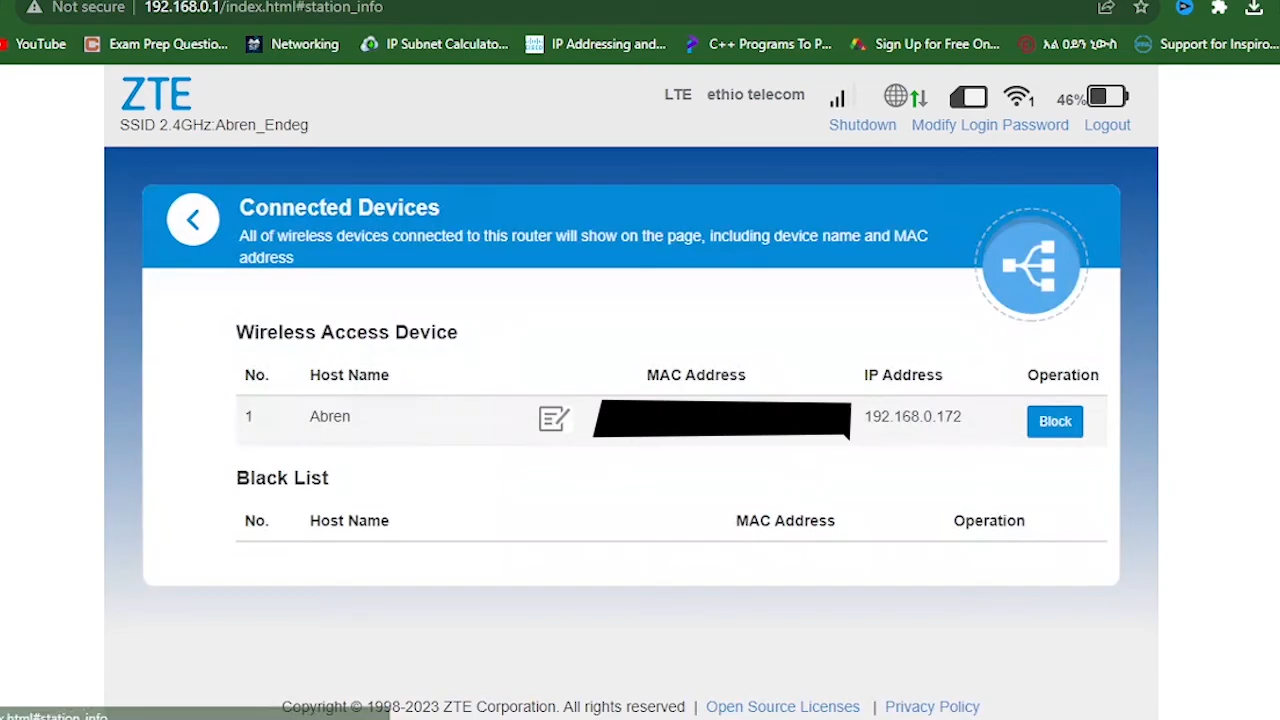 Not secure 192.168.0.1/index.html#station_info
YouTube Exam Prep Questio... Networking IP Subnet Calculato... IP Addressing and... C++ Programs To P... Sign Up for Free On... Support for Inspiro...
ZTE LTE ethio telecom 1 46%
SSID 2.4GHz:Abren_Endeg Shutdown Modify Login Password Logout
Connected Devices
All of wireless devices connected to this router will show on the page, including device name and MAC
address
Wireless Access Device
No. Host Name MAC Address IP Address Operation
1 Abren 192.168.0.172 Block
Black List
No. Host Name MAC Address Operation
Copyright © 1998-2023 ZTE Corporation. All rights reserved | Open Source Licenses | Privacy Policy